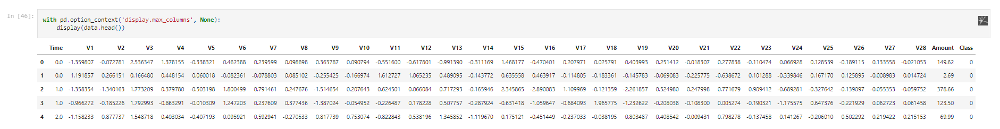 In [46]:
with pd.option_context('display.max_columns', None):
display(data.head())
Time V1 V2 V3 V4 V5 V6 V7 V8 V9 V10 V11 V12 V13 V14 V15 V16 V17 V18 V19 V20 V21 V22 V23 V24 V25 V26 V27 V28 Amount Class
0 0.0 -1.359807 -0.072781 2.536347 1.378155 -0.338321 0.462388 0.239599 0.098698 0.363787 0.090794 -0.551600 -0.617801 -0.991390 -0.311169 1.468177 -0.470401 0.207971 0.025791 0.403993 0.251412 -0.018307 0.277838 -0.110474 0.066928 0.128539 -0.189115 0.133558 -0.021053 149.62 0
1 0.0 1.191857 0.266151 0.166480 0.448154 0.060018 -0.082361 -0.078803 0.085102 -0.255425 -0.166974 1.612727 1.065235 0.489095 -0.143772 0.635558 0.463917 -0.114805 -0.183361 -0.145783 -0.069083 -0.225775 -0.638672 0.101288 -0.339846 0.167170 0.125895 -0.008983 0.014724 2.69 0
2 1.0 -1.358354 -1.340163 1.773209 0.379780 -0.503198 1.800499 0.791461 0.247676 -1.514654 0.207643 0.624501 0.066084 0.717293 -0.165946 2.345865 -2.890083 1.109969 -0.121359 -2.261857 0.524980 0.247998 0.771679 0.909412 -0.689281 -0.327642 -0.139097 -0.055353 -0.059752 378.66 0
3 1.0 -0.966272 -0.185226 1.792993 -0.863291 -0.010309 1.247203 0.237609 0.377436 -1.387024 -0.054952 -0.226487 0.178228 0.507757 -0.287924 -0.631418 -1.059647 -0.684093 1.965775 -1.232622 -0.208038 -0.108300 0.005274 -0.190321 -1.175575 0.647376 -0.221929 0.062723 0.061458 123.50 0
4 2.0 -1.158233 0.877737 1.548718 0.403034 -0.407193 0.095921 0.592941 -0.270533 0.817739 0.753074 -0.822843 0.538196 1.345852 -1.119670 0.175121 -0.451449 -0.237033 -0.038195 0.803487 0.408542 -0.009431 0.798278 -0.137458 0.141267 -0.206010 0.502292 0.219422 0.215153 69.99 0